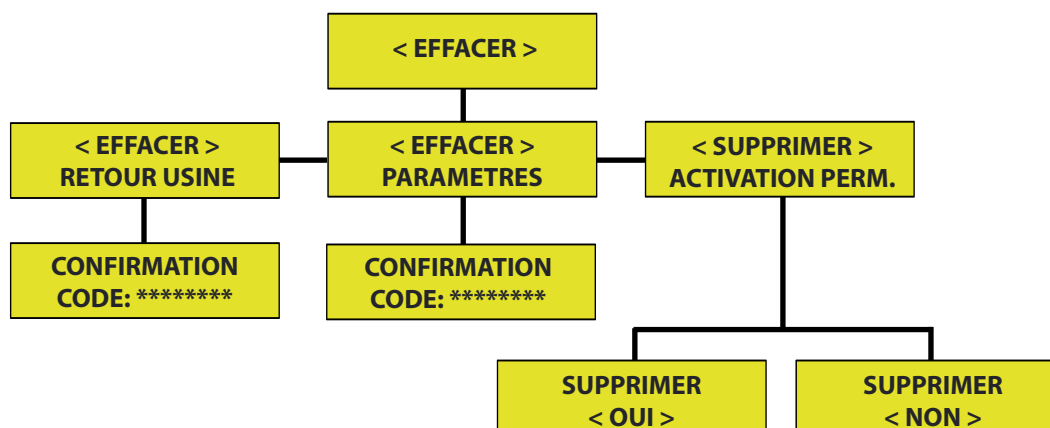 < EFFACER >
< EFFACER >
RETOUR USINE
< EFFACER >
PARAMETRES
< SUPPRIMER >
ACTIVATION PERM.
CONFIRMATION
CODE: ********
CONFIRMATION
CODE: ********
SUPPRIMER
< OUI >
SUPPRIMER
< NON >